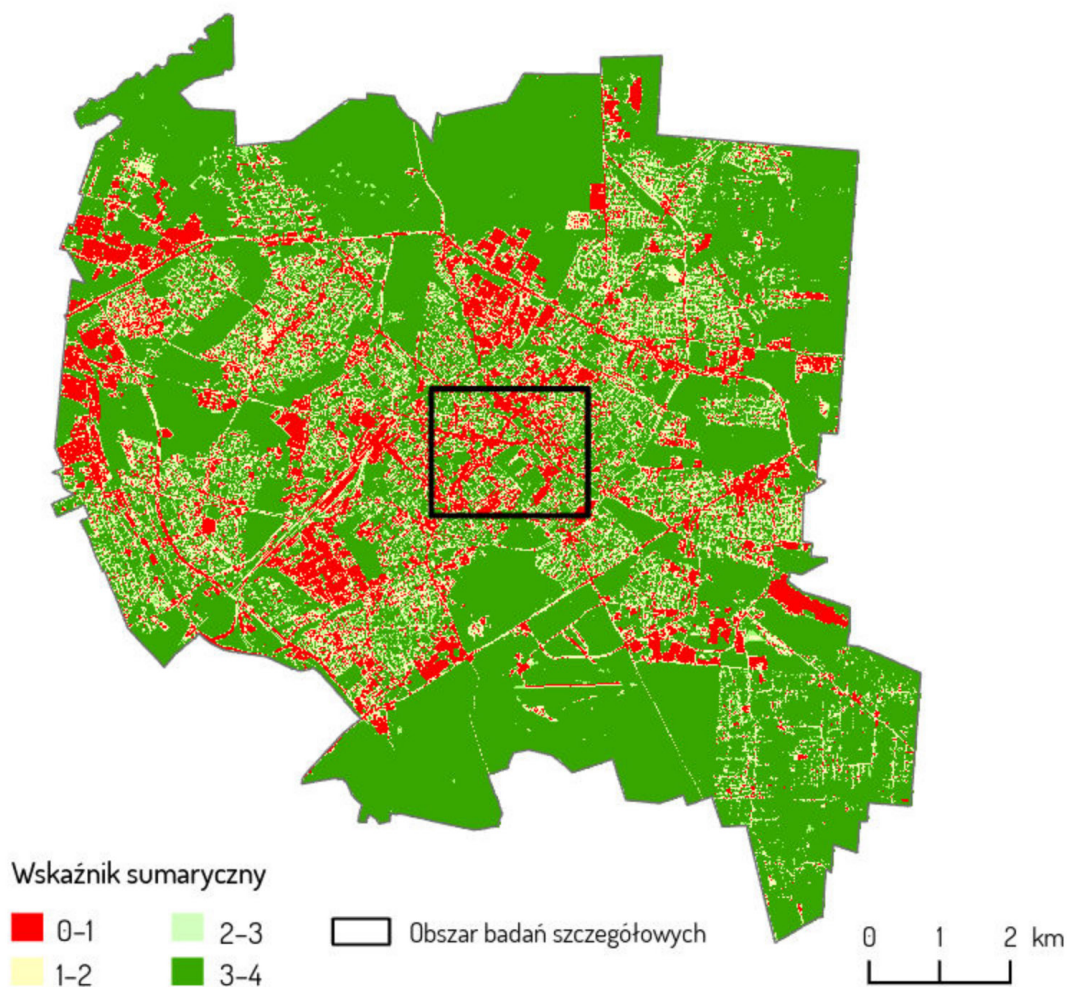 Wskaźnik sumaryczny
0–1
2–3
Obszar badań szczegółowych
1–2
3–4
0 1 2 km